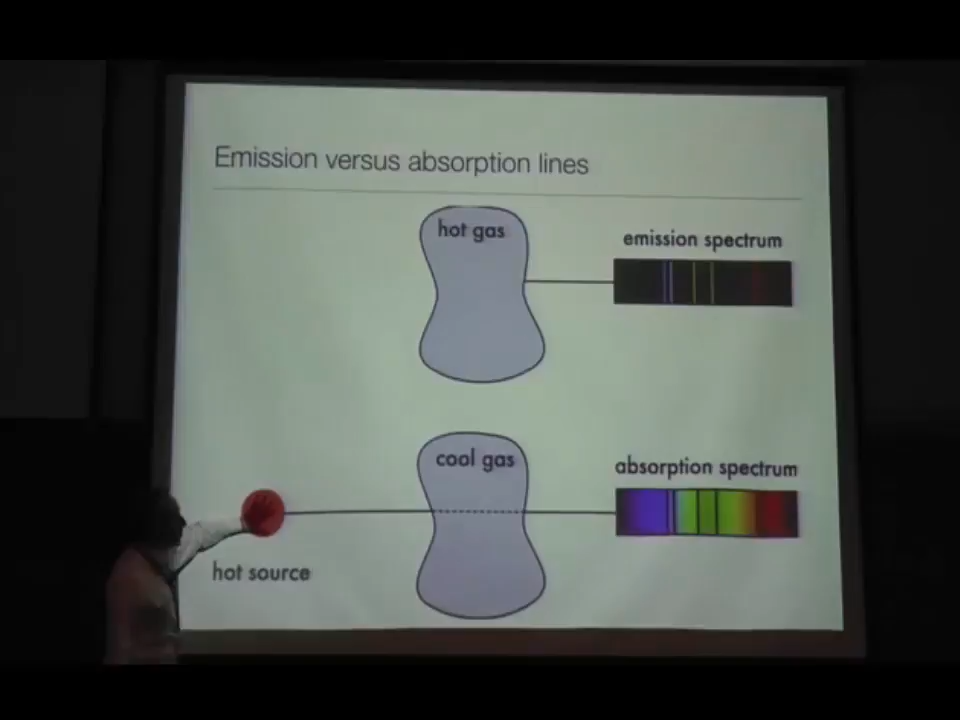 Emission versus absorption lines
hot gas
emission spectrum
cool gas
absorption spectrum
hot source